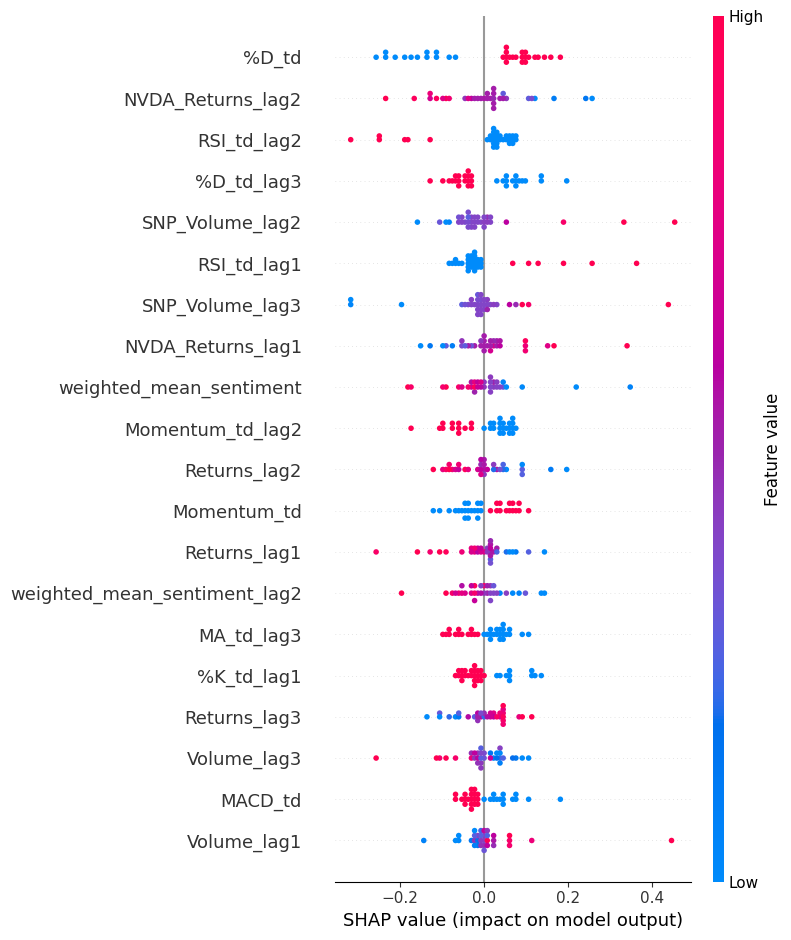 High
%D_td
NVDA_Returns_lag2
RSI_td_lag2
%D_td_lag3
SNP_Volume_lag2
RSI_td_lag1
SNP_Volume_lag3
NVDA_Returns_lag1
weighted_mean_sentiment
Momentum_td_lag2
Returns_lag2
Momentum_td
Returns_lag1
weighted_mean_sentiment_lag2
MA_td_lag3
%K_td_lag1
Returns_lag3
Volume_lag3
MACD_td
Volume_lag1
Feature value
Low
−0.2 0.0 0.2 0.4
SHAP value (impact on model output)